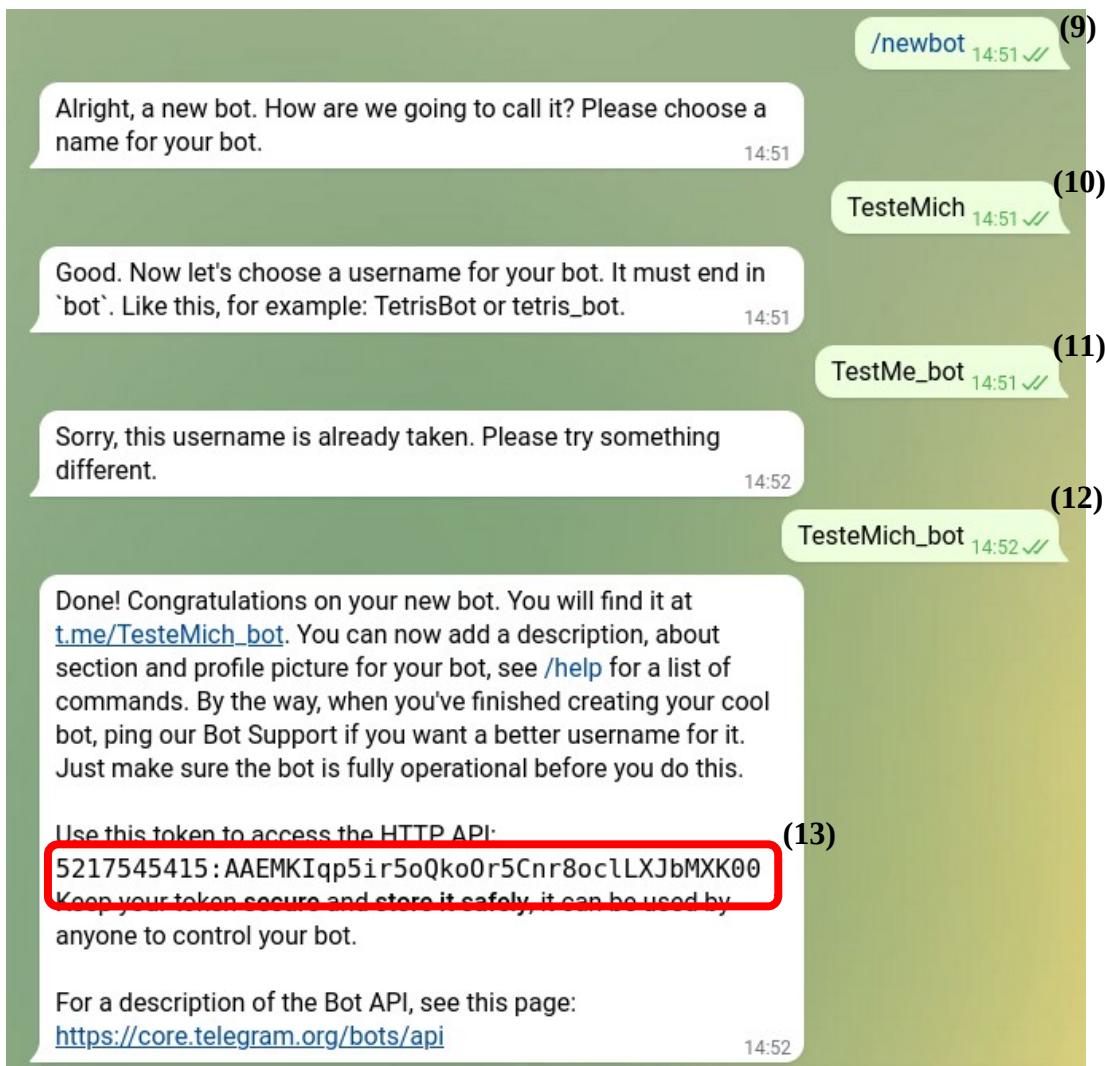 (9)
/newbot 14:51
Alright, a new bot. How are we going to call it? Please choose a
name for your bot.
14:51
(10)
TesteMich 14:51
Good. Now let's choose a username for your bot. It must end in
`bot`. Like this, for example: TetrisBot or tetris_bot.
14:51
(11)
TestMe_bot 14:51
Sorry, this username is already taken. Please try something
different.
14:52
(12)
TesteMich_bot 14:52
Done! Congratulations on your new bot. You will find it at
t.me/TesteMich_bot. You can now add a description, about
section and profile picture for your bot, see /help for a list of
commands. By the way, when you've finished creating your cool
bot, ping our Bot Support if you want a better username for it.
Just make sure the bot is fully operational before you do this.
Use this token to access the HTTP API:
(13)
5217545415:AAEMKIqp5ir5oQkoOr5Cnr8oclLXJbMXK00
Keep your token secure and store it safely, it can be used by
anyone to control your bot.
For a description of the Bot API, see this page:
https://core.telegram.org/bots/api
14:52